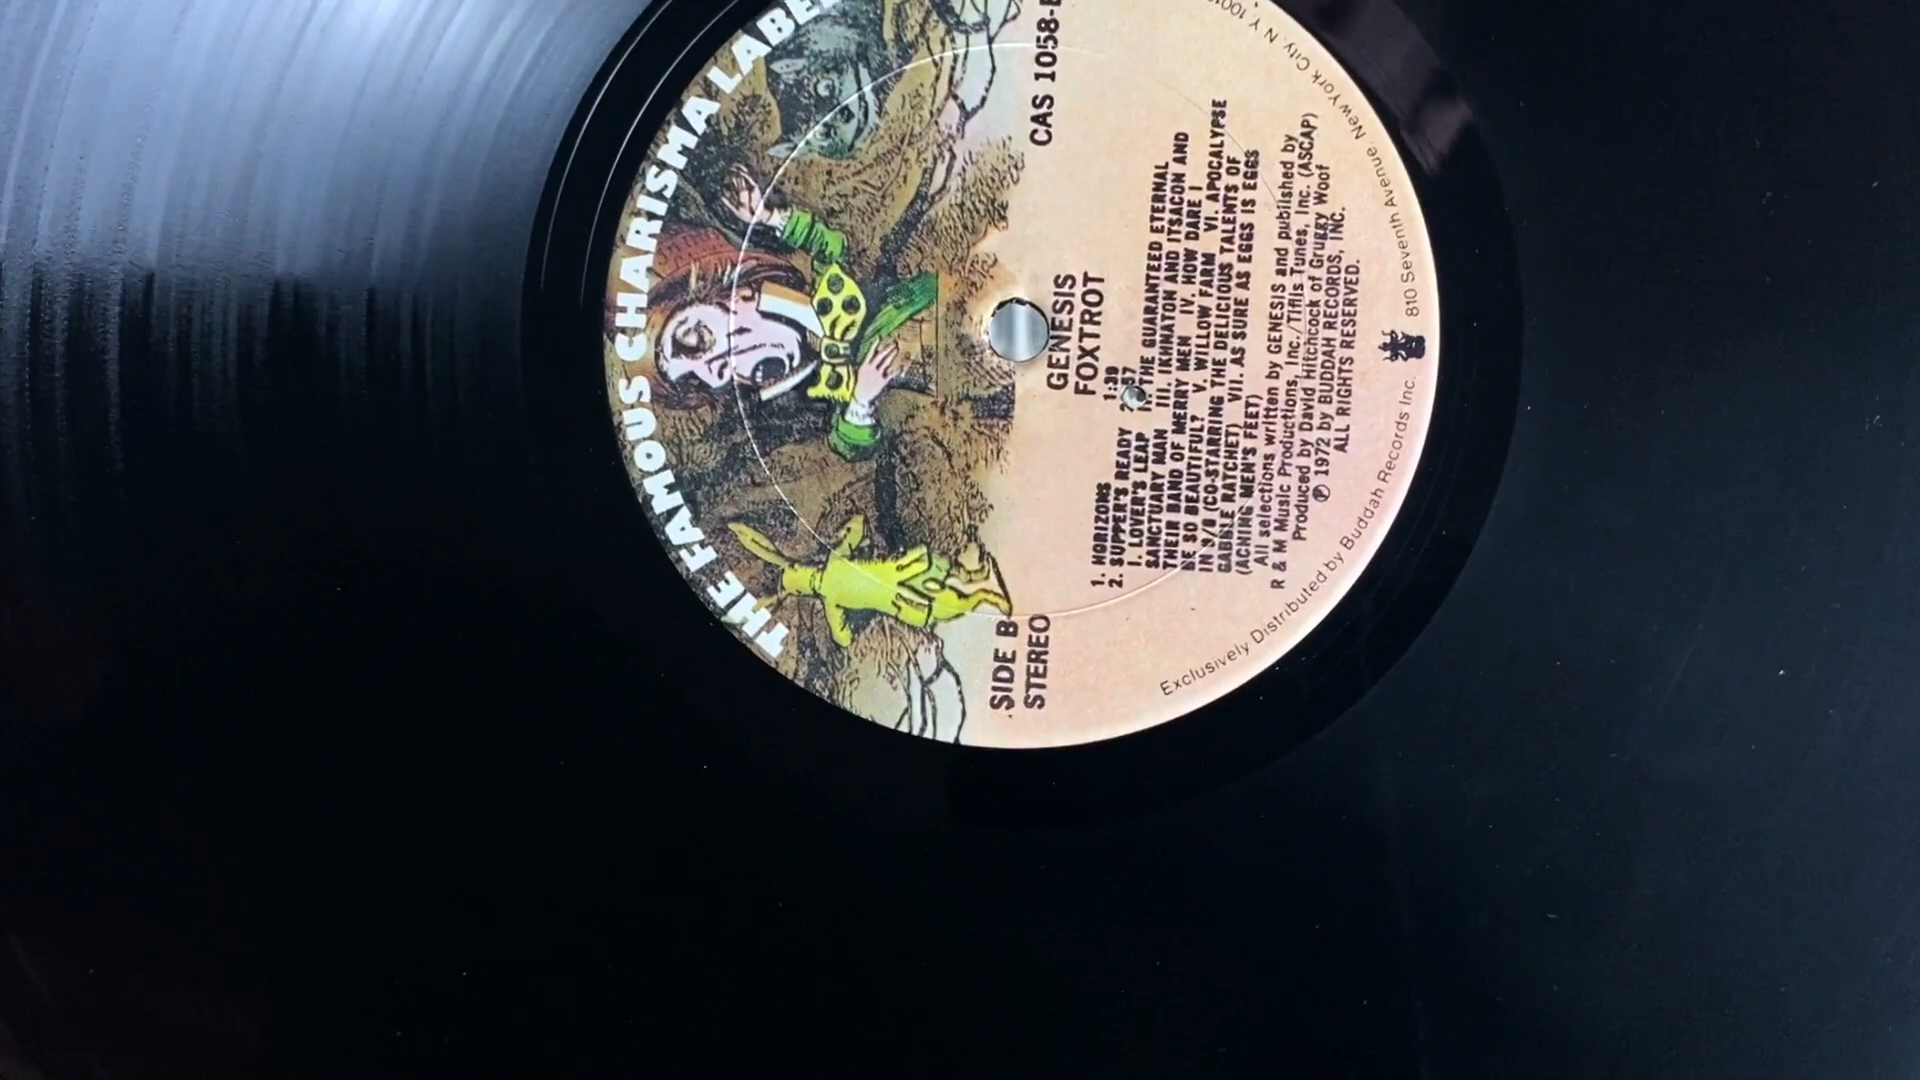 THE FAMOUS CHARISMA LABEL
SIDE B
STEREO
CAS 1058-B
GENESIS
FOXTROT
1. HORIZONS 1:39
2. SUPPER'S READY
I. LOVER'S LEAP II. THE GUARANTEED ETERNAL
SANCTUARY MAN III. IKHNATON AND ITSACON AND
THEIR BAND OF MERRY MEN IV. HOW DARE I
BE SO BEAUTIFUL? V. WILLOW FARM VI. APOCALYPSE
IN 9/8 (CO-STARRING THE DELICIOUS TALENTS OF
GABBLE RATCHET) VII. AS SURE AS EGGS IS EGGS
(ACHING MEN'S FEET)
All selections written by GENESIS and published by
R & M Music Productions, Inc./Tiflis Tunes, Inc. (ASCAP)
Produced by David Hitchcock of Gruggy Woof
℗ 1972 by BUDDAH RECORDS, INC.
ALL RIGHTS RESERVED.
Exclusively Distributed by Buddah Records Inc. 810 Seventh Avenue. New York City, N Y